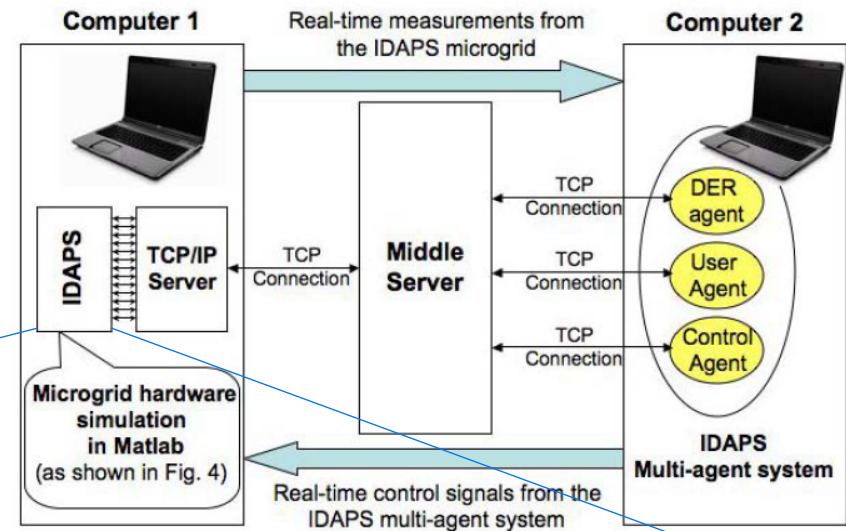 Computer 1
Real-time measurements from
the IDAPS microgrid
Computer 2
IDAPS
TCP/IP
Server
TCP
Connection
Middle
Server
TCP
Connection
DER
agent
TCP
Connection
User
Agent
TCP
Connection
Control
Agent
Microgrid hardware
simulation
in Matlab
(as shown in Fig. 4)
IDAPS
Multi-agent system
Real-time control signals from the
IDAPS multi-agent system